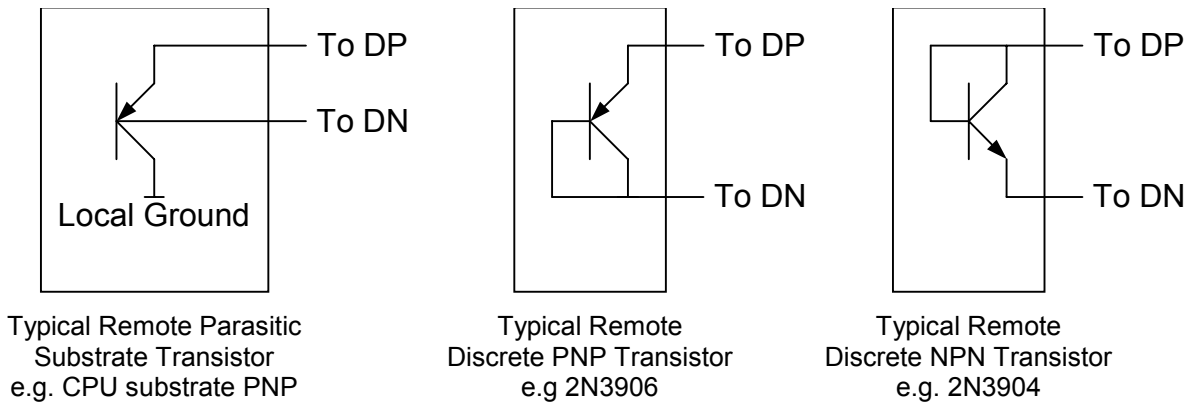 To DP
To DN
Local Ground
Typical Remote Parasitic
Substrate Transistor
e.g. CPU substrate PNP
To DP
To DN
Typical Remote
Discrete PNP Transistor
e.g 2N3906
To DP
To DN
Typical Remote
Discrete NPN Transistor
e.g. 2N3904